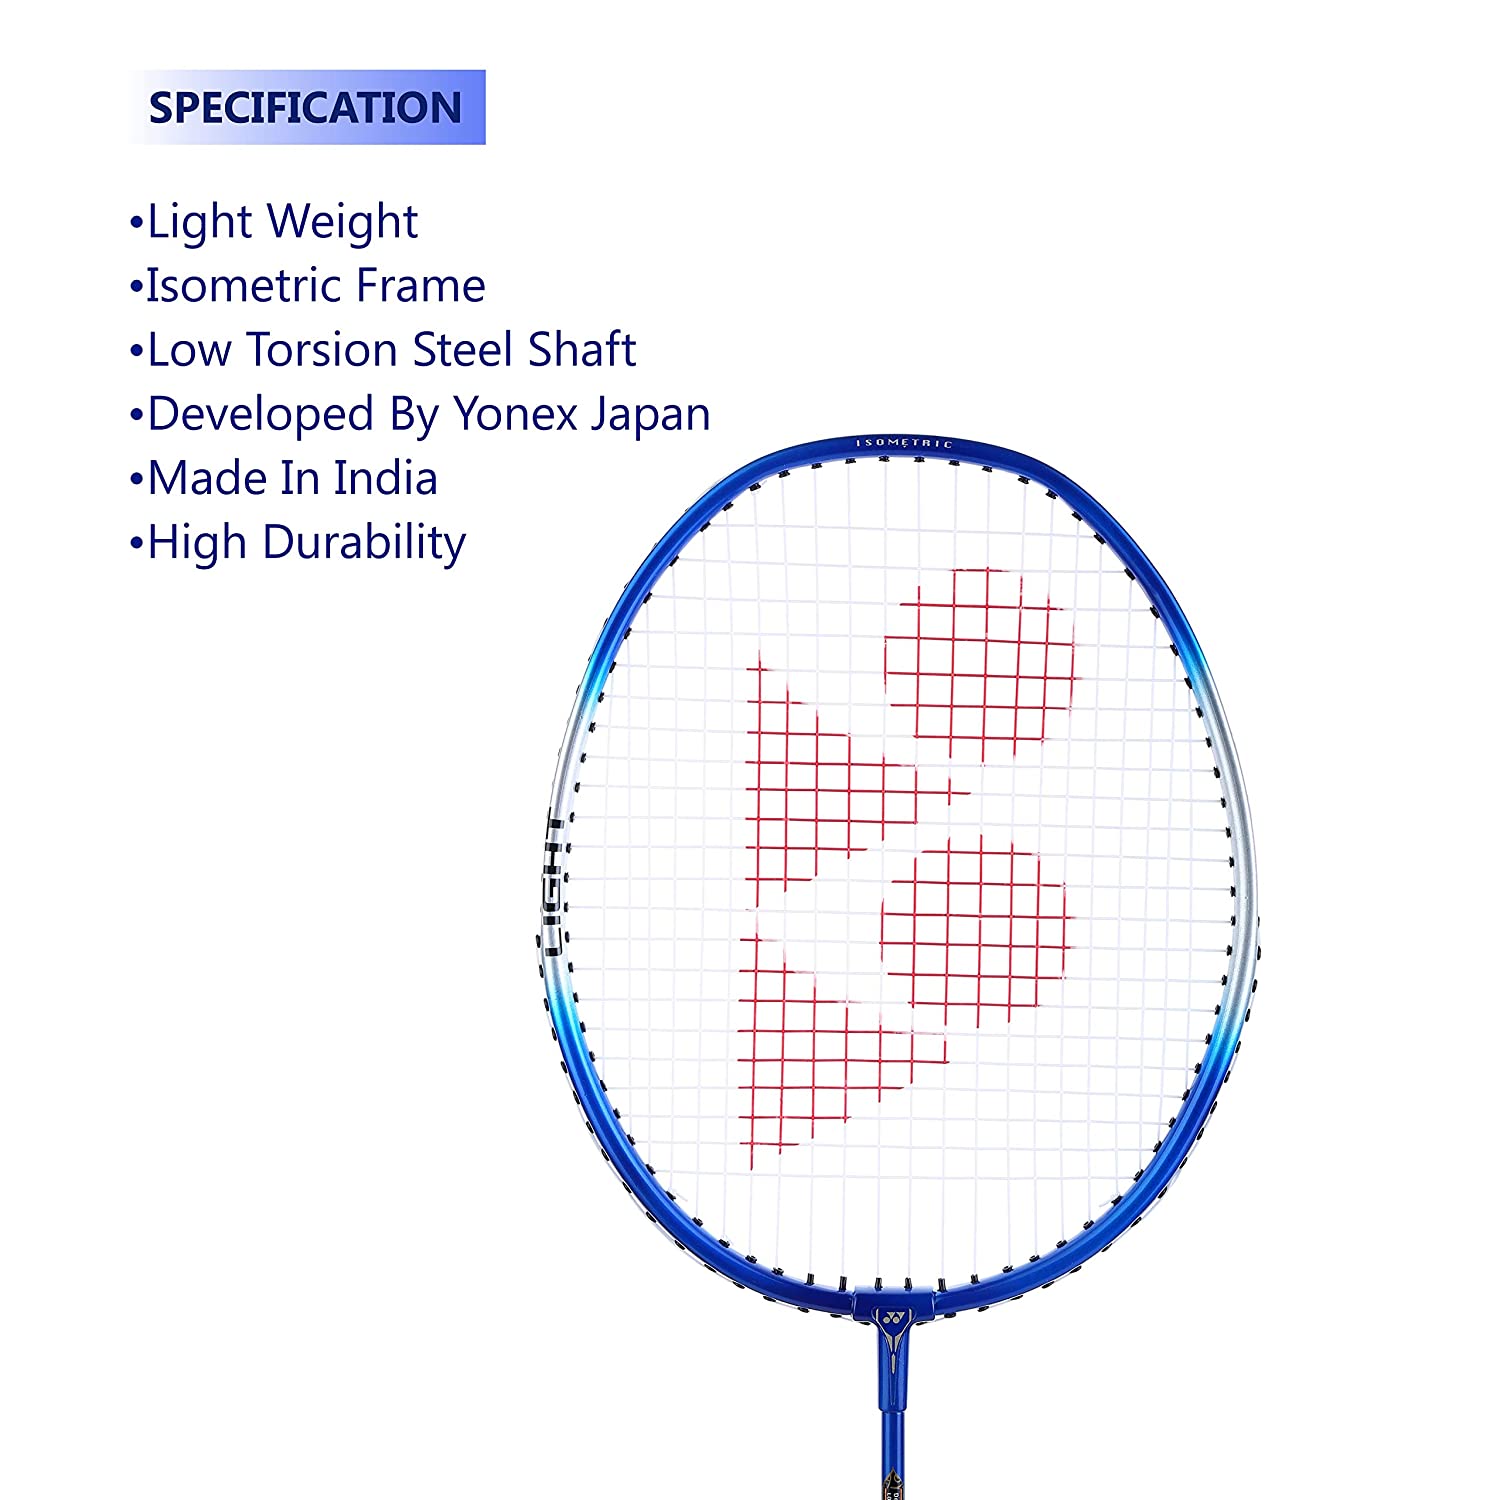 SPECIFICATION
•Light Weight
•Isometric Frame
•Low Torsion Steel Shaft
•Developed By Yonex Japan
•Made In India
•High Durability
ISOMETRIC
LIGHT